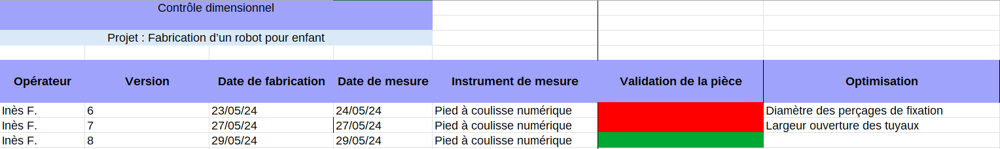 Contrôle dimensionnel
Projet : Fabrication d’un robot pour enfant
Opérateur Version Date de fabrication Date de mesure Instrument de mesure Validation de la pièce Optimisation
Inès F. 6 23/05/24 24/05/24 Pied à coulisse numérique Diamètre des perçages de fixation
Inès F. 7 27/05/24 27/05/24 Pied à coulisse numérique Largeur ouverture des tuyaux
Inès F. 8 29/05/24 29/05/24 Pied à coulisse numérique